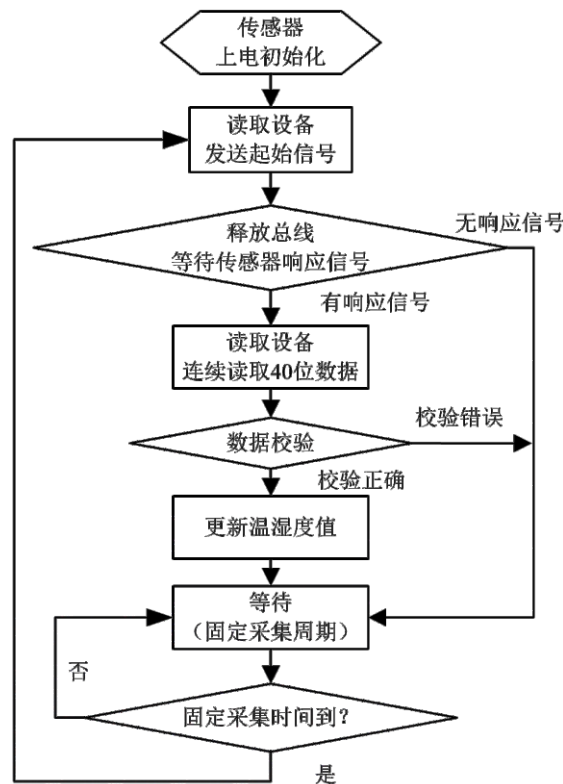 传感器
上电初始化
读取设备
发送起始信号
释放总线
等待传感器响应信号
无响应信号
有响应信号
读取设备
连续读取40位数据
数据校验
校验错误
校验正确
更新温湿度值
等待
（固定采集周期）
否
固定采集时间到？
是